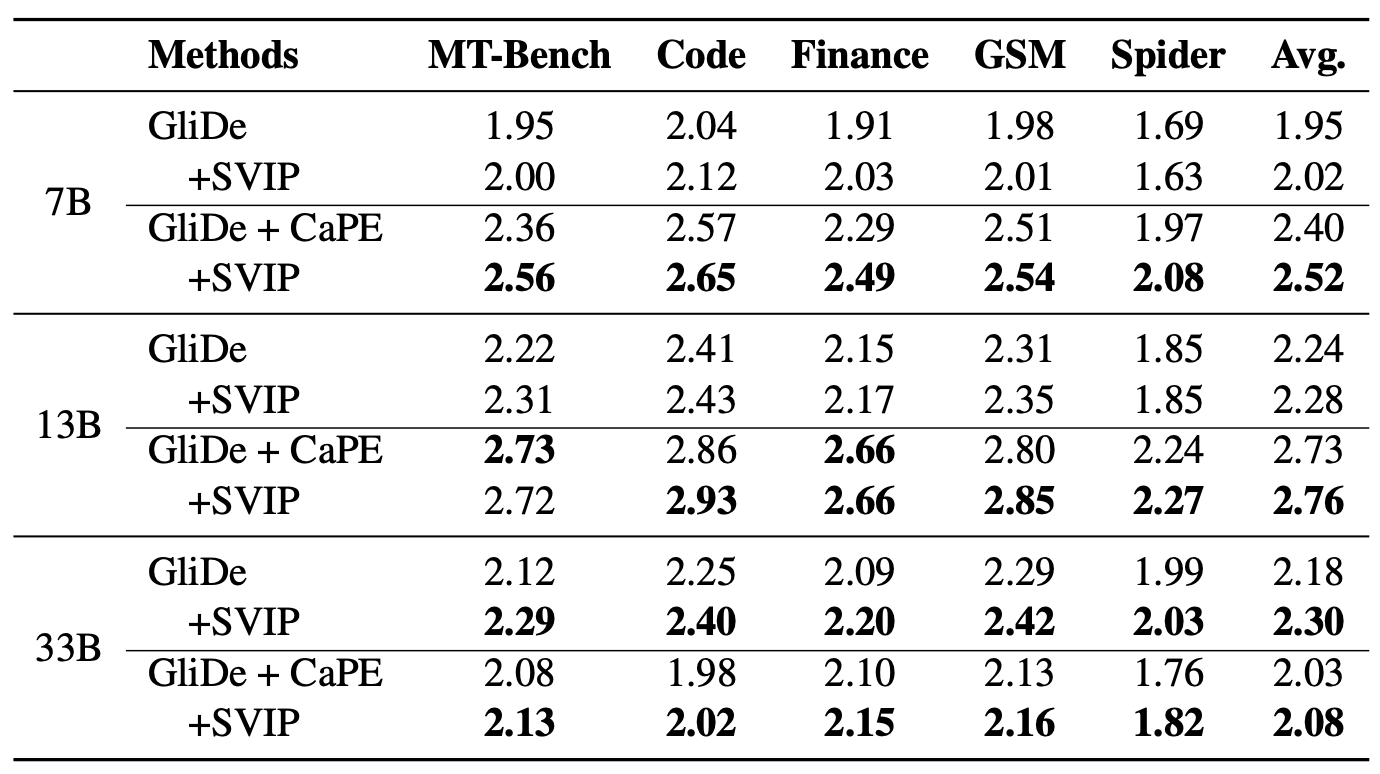 Methods MT-Bench Code Finance GSM Spider Avg.
7B
GliDe 1.95 2.04 1.91 1.98 1.69 1.95
+SVIP 2.00 2.12 2.03 2.01 1.63 2.02
GliDe + CaPE 2.36 2.57 2.29 2.51 1.97 2.40
+SVIP 2.56 2.65 2.49 2.54 2.08 2.52
13B
GliDe 2.22 2.41 2.15 2.31 1.85 2.24
+SVIP 2.31 2.43 2.17 2.35 1.85 2.28
GliDe + CaPE 2.73 2.86 2.66 2.80 2.24 2.73
+SVIP 2.72 2.93 2.66 2.85 2.27 2.76
33B
GliDe 2.12 2.25 2.09 2.29 1.99 2.18
+SVIP 2.29 2.40 2.20 2.42 2.03 2.30
GliDe + CaPE 2.08 1.98 2.10 2.13 1.76 2.03
+SVIP 2.13 2.02 2.15 2.16 1.82 2.08